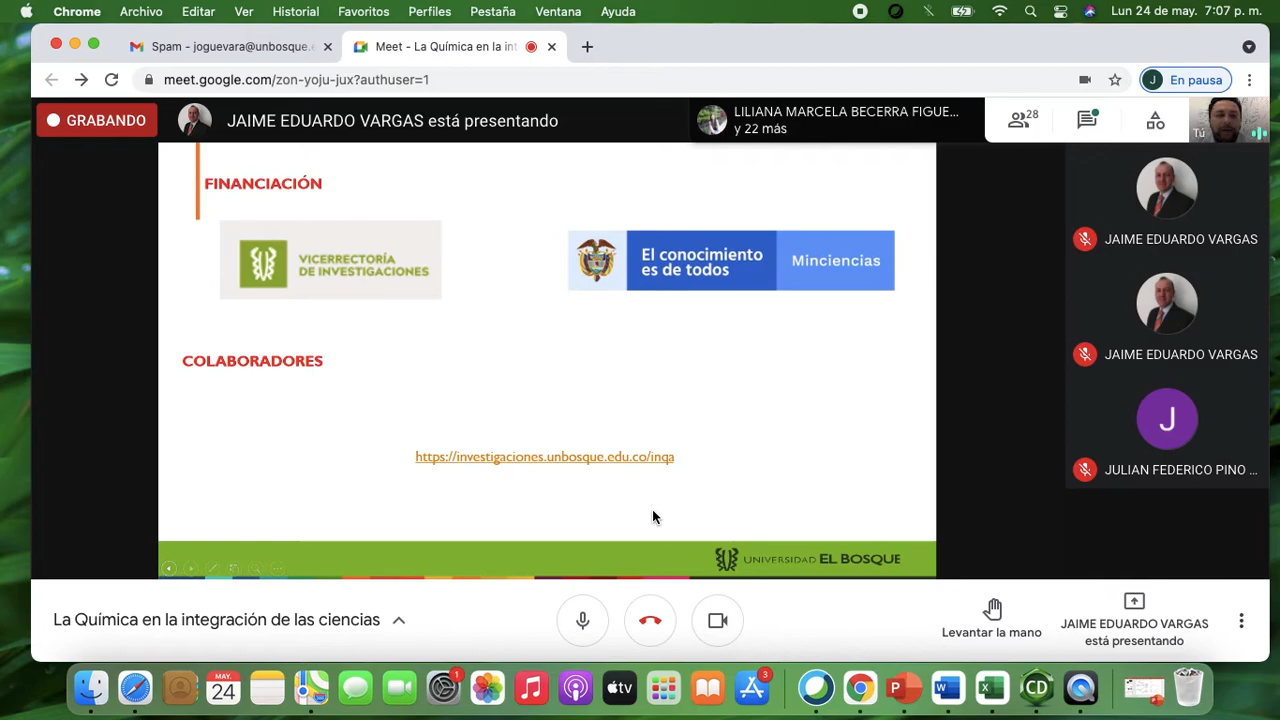 Chrome Archivo Editar Ver Historial Favoritos Perfiles Pestaña Ventana Ayuda Lun 24 de may. 7:07 p. m.
Spam - joguevara@unbosque.e
Meet - La Química en la int
meet.google.com/zon-yoju-jux?authuser=1
J En pausa
GRABANDO
JAIME EDUARDO VARGAS está presentando
LILIANA MARCELA BECERRA FIGUE...
y 22 más
28
Tú
FINANCIACIÓN
VICERRECTORÍA
DE INVESTIGACIONES
El conocimiento
es de todos
Minciencias
COLABORADORES
https://investigaciones.unbosque.edu.co/inqa
UNIVERSIDAD EL BOSQUE
JAIME EDUARDO VARGAS
JAIME EDUARDO VARGAS
J
JULIAN FEDERICO PINO ...
La Química en la integración de las ciencias
Levantar la mano
JAIME EDUARDO VARGAS
está presentando
MAY.
24
1
tv
3
P
W
X
CD